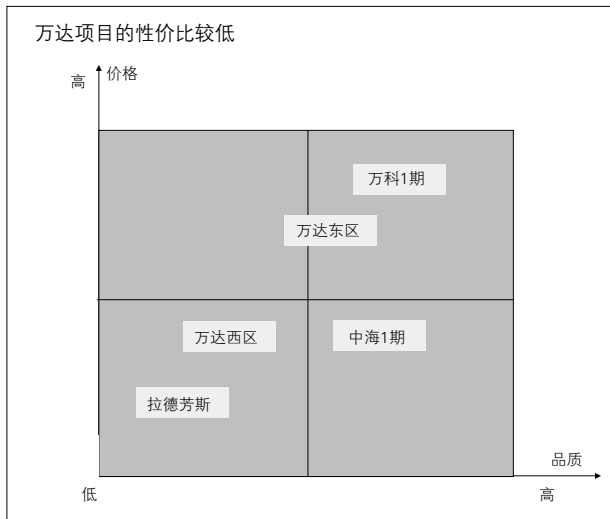 万达项目的性价比较低
高
价格
万科1期
万达东区
万达西区
中海1期
拉德芳斯
品质
低
高